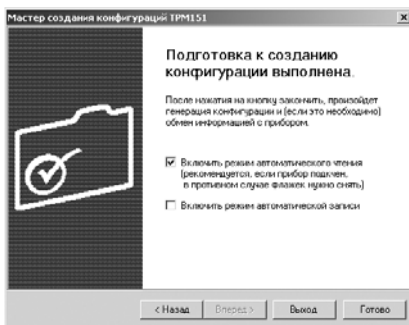 Мастер создания конфигураций ТРМ151
Подготовка к созданию
конфигурации выполнена.
После нажатия на кнопку закончить, произойдет
генерация конфигурации и (если это необходимо)
обмен информацией с прибором.
Включить режим автоматического чтения
(рекомендуется, если прибор подкчен,
в противном случае флажек нужно снять)
Включить режим автоматической записи
< Назад
Вперед >
Выход
Готово